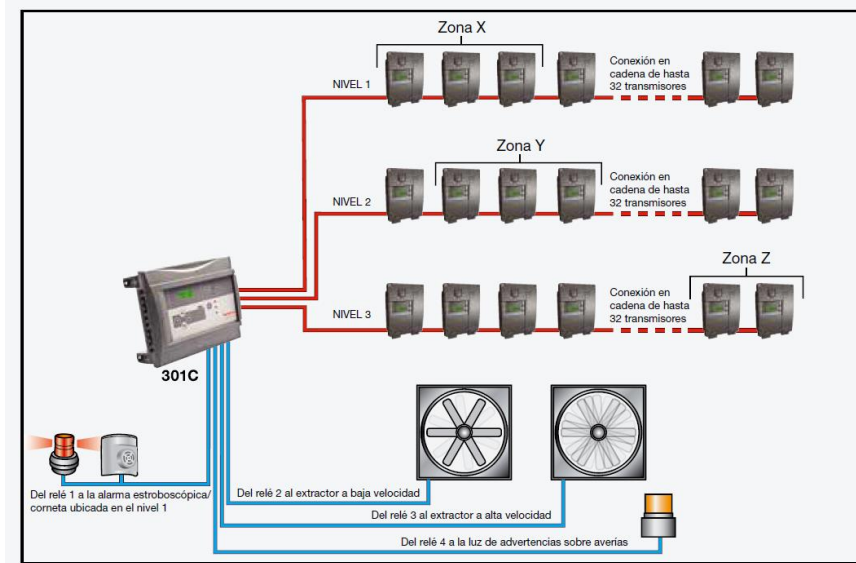 Zona X
NIVEL 1
Conexión en
cadena de hasta
32 transmisores
Zona Y
NIVEL 2
Conexión en
cadena de hasta
32 transmisores
Zona Z
NIVEL 3
Conexión en
cadena de hasta
32 transmisores
301C
Del relé 1 a la alarma estroboscópica/
corneta ubicada en el nivel 1
Del relé 2 al extractor a baja velocidad
Del relé 3 al extractor a alta velocidad
Del relé 4 a la luz de advertencias sobre averías